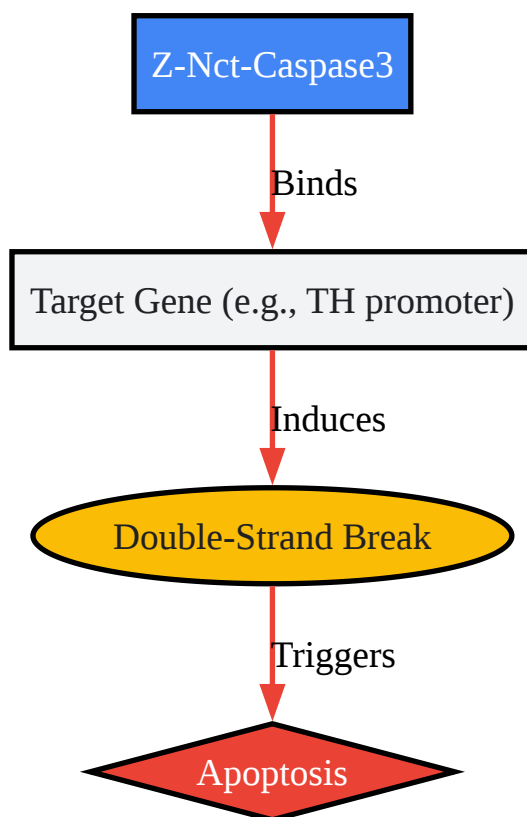 Z-Nct-Caspase3
Binds
Target Gene (e.g., TH promoter)
Induces
Double-Strand Break
Triggers
Apoptosis